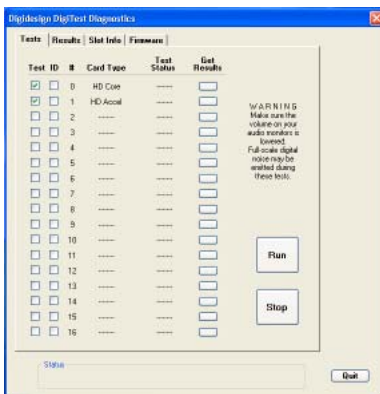 Digidesign DigiTest Diagnostics
Tests Results Slot Info Firmware
Test ID # Card Type Test Status Get Results
0 HD Core -----
1 HD Accel -----
2 ----- -----
3 ----- -----
4 ----- -----
5 ----- -----
6 ----- -----
7 ----- -----
8 ----- -----
9 ----- -----
10 ----- -----
11 ----- -----
12 ----- -----
13 ----- -----
14 ----- -----
15 ----- -----
16 ----- -----
WARNING
Make sure the
volume on your
audio monitors is
lowered.
Full-scale digital
noise may be
emitted during
these tests.
Run
Stop
Status
Quit